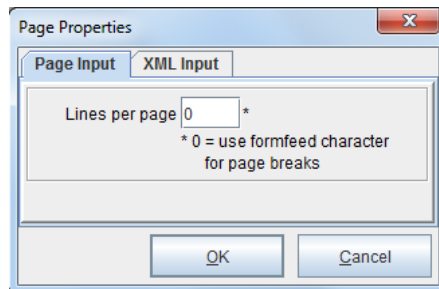 Page Properties
X
Page Input XML Input
Lines per page 0 *
* 0 = use formfeed character
for page breaks
OK Cancel